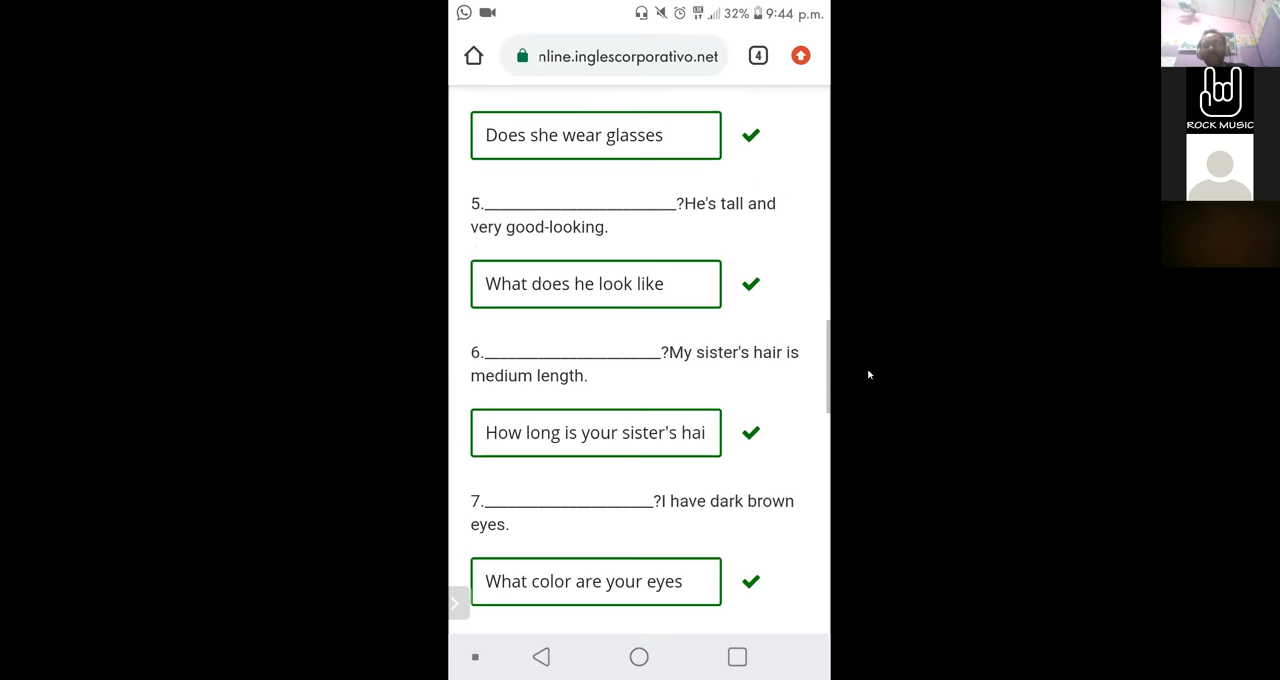 32% 9:44 p.m.
nline.inglescorporativo.net
4
Does she wear glasses
5.________________________?He's tall and
very good-looking.
What does he look like
6.______________________?My sister's hair is
medium length.
How long is your sister's hai
7._____________________?I have dark brown
eyes.
What color are your eyes
ROCK MUSIC